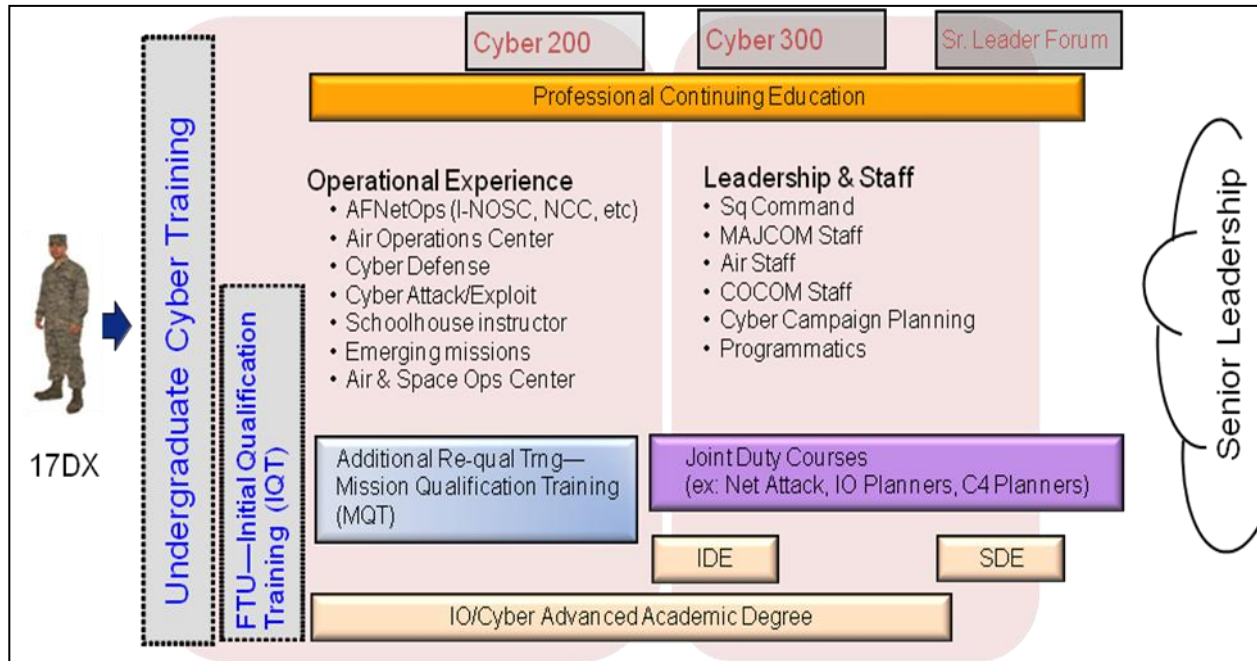 Cyber 200
Cyber 300
Sr. Leader Forum
Professional Continuing Education
Undergraduate Cyber Training
FTU—Initial Qualification
Training (IQT)
17DX
Operational Experience
• AFNetOps (I-NOSC, NCC, etc)
• Air Operations Center
• Cyber Defense
• Cyber Attack/Exploit
• Schoolhouse instructor
• Emerging missions
• Air & Space Ops Center
Leadership & Staff
• Sq Command
• MAJCOM Staff
• Air Staff
• COCOM Staff
• Cyber Campaign Planning
• Programmatics
Additional Re-qual Trng—
Mission Qualification Training
(MQT)
Joint Duty Courses
(ex: Net Attack, IO Planners, C4 Planners)
IDE
SDE
IO/Cyber Advanced Academic Degree
Senior Leadership